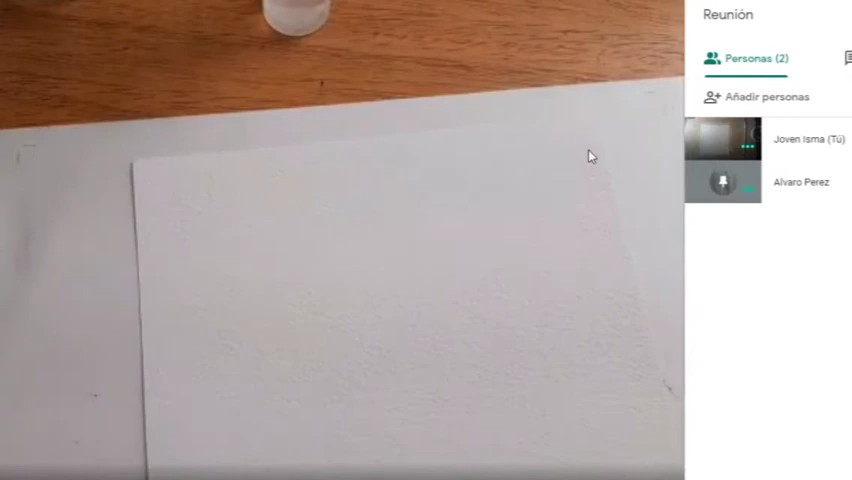 Reunión
Personas (2)
Añadir personas
Joven Isma (Tú)
Alvaro Perez